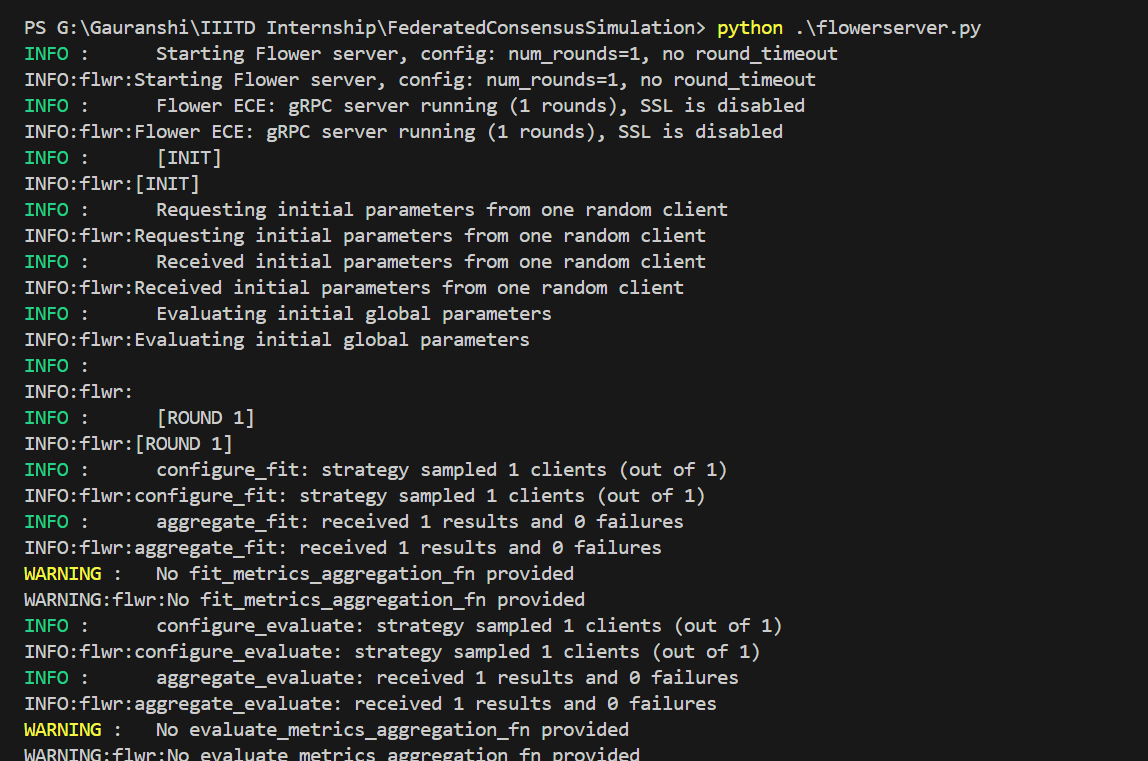 PS G:\Gauranshi\IIITD Internship\FederatedConsensusSimulation> python .\flowerserver.py
INFO :      Starting Flower server, config: num_rounds=1, no round_timeout
INFO:flwr:Starting Flower server, config: num_rounds=1, no round_timeout
INFO :      Flower ECE: gRPC server running (1 rounds), SSL is disabled
INFO:flwr:Flower ECE: gRPC server running (1 rounds), SSL is disabled
INFO :      [INIT]
INFO:flwr:[INIT]
INFO :      Requesting initial parameters from one random client
INFO:flwr:Requesting initial parameters from one random client
INFO :      Received initial parameters from one random client
INFO:flwr:Received initial parameters from one random client
INFO :      Evaluating initial global parameters
INFO:flwr:Evaluating initial global parameters
INFO :
INFO:flwr:
INFO :      [ROUND 1]
INFO:flwr:[ROUND 1]
INFO :      configure_fit: strategy sampled 1 clients (out of 1)
INFO:flwr:configure_fit: strategy sampled 1 clients (out of 1)
INFO :      aggregate_fit: received 1 results and 0 failures
INFO:flwr:aggregate_fit: received 1 results and 0 failures
WARNING :   No fit_metrics_aggregation_fn provided
WARNING:flwr:No fit_metrics_aggregation_fn provided
INFO :      configure_evaluate: strategy sampled 1 clients (out of 1)
INFO:flwr:configure_evaluate: strategy sampled 1 clients (out of 1)
INFO :      aggregate_evaluate: received 1 results and 0 failures
INFO:flwr:aggregate_evaluate: received 1 results and 0 failures
WARNING :   No evaluate_metrics_aggregation_fn provided
WARNING:flwr:No evaluate_metrics_aggregation_fn provided